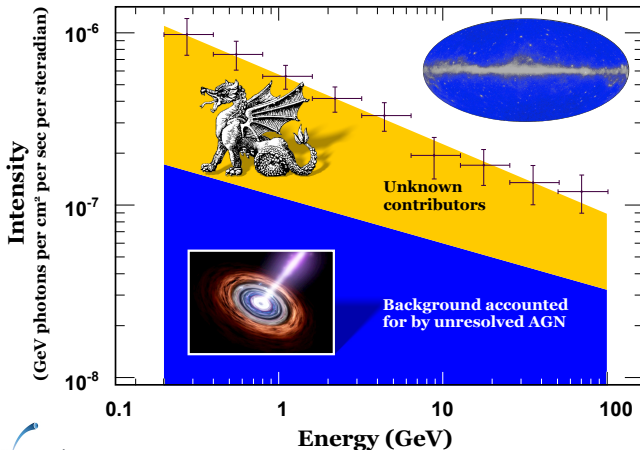 10⁻⁶
10⁻⁷
10⁻⁸
Intensity
(GeV photons per cm² per sec per steradian)
Unknown
contributors
Background accounted
for by unresolved AGN
0.1
1
10
100
Energy (GeV)